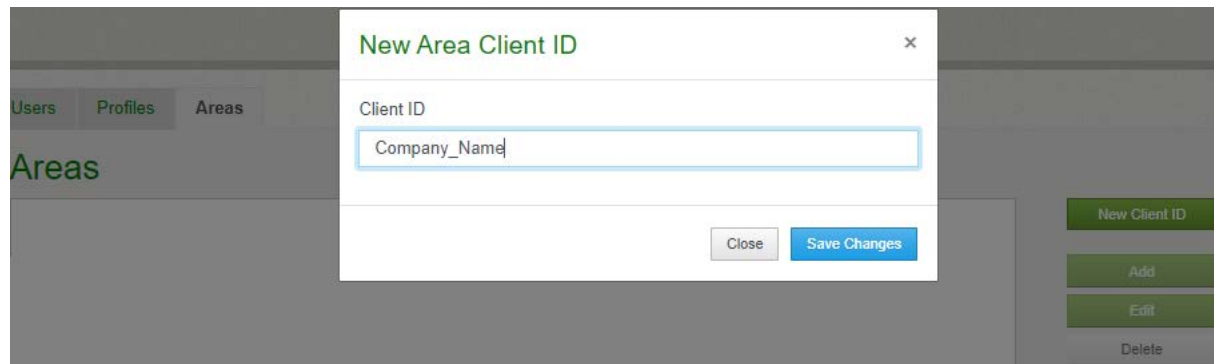 New Area Client ID ×
Users Profiles Areas
Client ID
Company_Name
Areas
New Client ID
Close Save Changes
Add
Edit
Delete